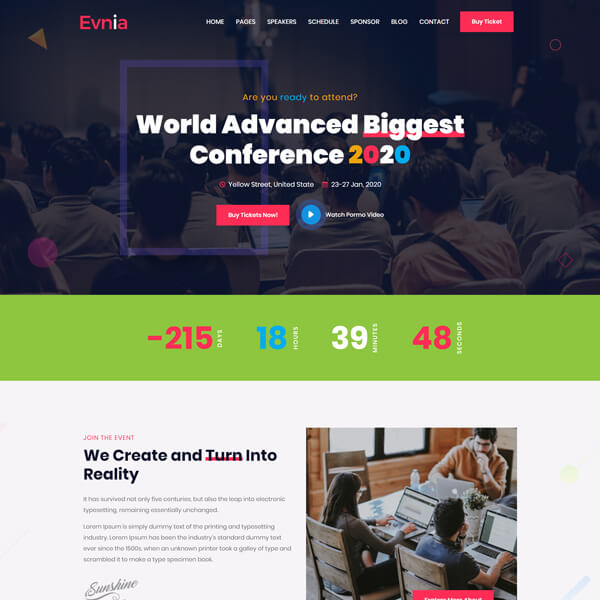 Evnia
HOME PAGES SPEAKERS SCHEDULE SPONSOR BLOG CONTACT Buy Ticket
Are you ready to attend?
World Advanced Biggest
Conference 2020
Yellow Street, United State 23-27 Jan, 2020
Buy Tickets Now! Watch Pormo Video
-215 DAYS 18 HOURS 39 MINUTES 48 SECONDS
JOIN THE EVENT
We Create and Turn Into
Reality
It has survived not only five centuries, but also the leap into electronic
typesetting, remaining essentially unchanged.
Lorem Ipsum is simply dummy text of the printing and typesetting
industry. Lorem Ipsum has been the industry's standard dummy text
ever since the 1500s, when an unknown printer took a galley of type and
scrambled it to make a type specimen book.
Sunshine
Explore More About